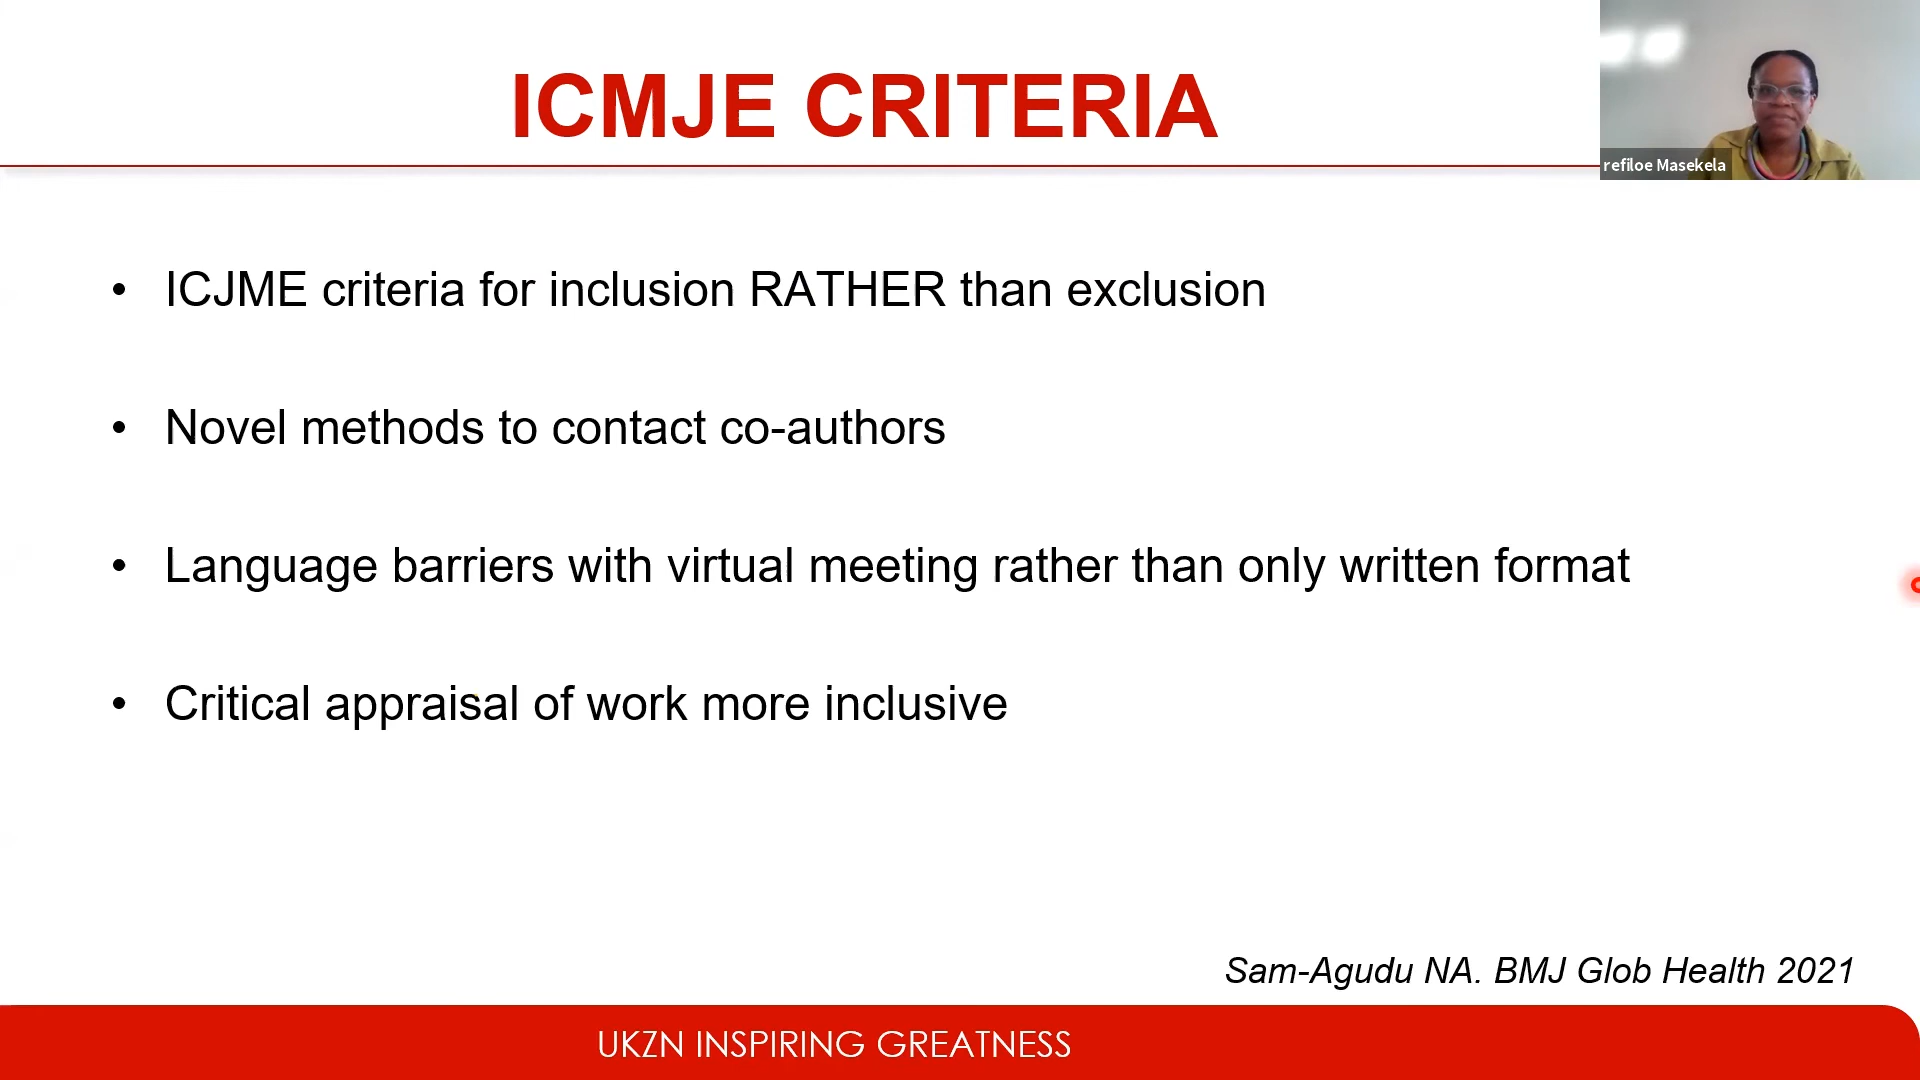 ICMJE CRITERIA
refiloe Masekela
• ICJME criteria for inclusion RATHER than exclusion
• Novel methods to contact co-authors
• Language barriers with virtual meeting rather than only written format
• Critical appraisal of work more inclusive
Sam-Agudu NA. BMJ Glob Health 2021
UKZN INSPIRING GREATNESS